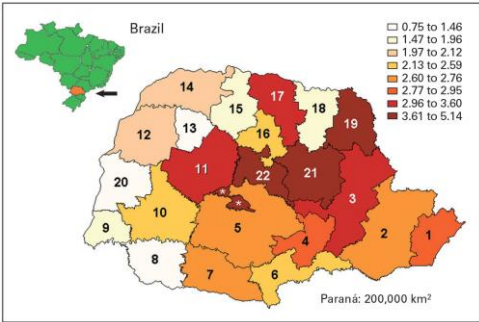 Brazil
0.75 to 1.46
1.47 to 1.96
1.97 to 2.12
2.13 to 2.59
2.60 to 2.76
2.77 to 2.95
2.96 to 3.60
3.61 to 5.14
14
15
17
18
19
12
13
16
11
22
21
20
*
*
3
10
9
5
4
2
1
8
7
6
Paraná: 200,000 km²